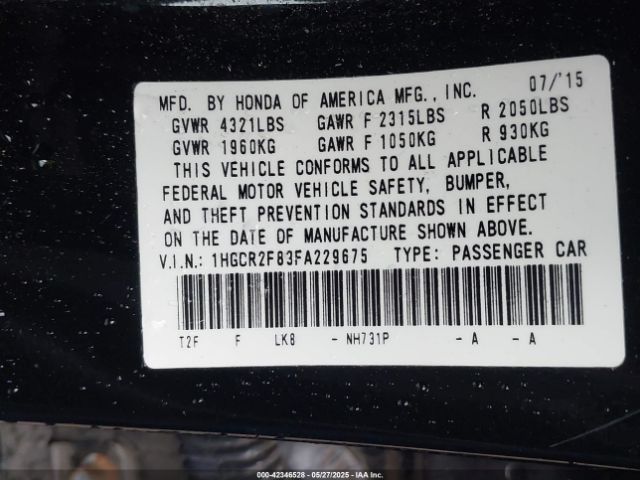 MFD. BY HONDA OF AMERICA MFG., INC. 07/'15
GVWR 4321LBS GAWR F 2315LBS R 2050LBS
GVWR 1960KG GAWR F 1050KG R 930KG
THIS VEHICLE CONFORMS TO ALL APPLICABLE
FEDERAL MOTOR VEHICLE SAFETY, BUMPER,
AND THEFT PREVENTION STANDARDS IN EFFECT
ON THE DATE OF MANUFACTURE SHOWN ABOVE.
V.I.N.: 1HGCR2F83FA229675 TYPE: PASSENGER CAR
T2F F LK8 - NH731P - A - A
000-42346528 - 05/27/2025 - IAA Inc.